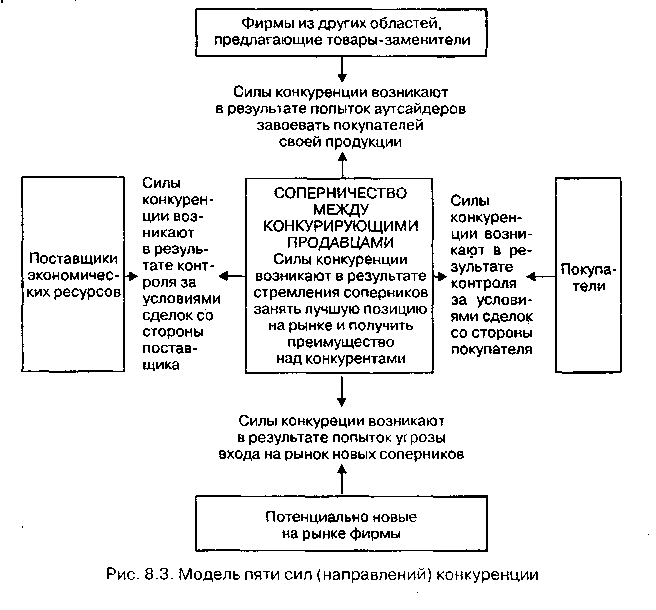 Фирмы из других областей,
предлагающие товары-заменители
Силы конкуренции возникают
в результате попыток аутсайдеров
завоевать покупателей
своей продукции
Поставщики
экономичес-
ких ресурсов
Силы
конкурен-
ции воз-
никают
в резуль-
тате конт-
роля за
условиями
сделок со
стороны
постав-
щика
СОПЕРНИЧЕСТВО
МЕЖДУ
КОНКУРИРУЮЩИМИ
ПРОДАВЦАМИ
Силы конкуренции
возникают в результате
стремления соперников
занять лучшую позицию
на рынке и получить
преимущество
над конкурентами
Силы
конкурен-
ции возни-
кают в ре-
зультате
контроля
за услови-
ями сделок
со стороны
покупателя
Покупа-
тели
Силы конкуреции возникают
в результате попыток угрозы
входа на рынок новых соперников
Потенциально новые
на рынке фирмы
Рис. 8.3. Модель пяти сил (направлений) конкуренции